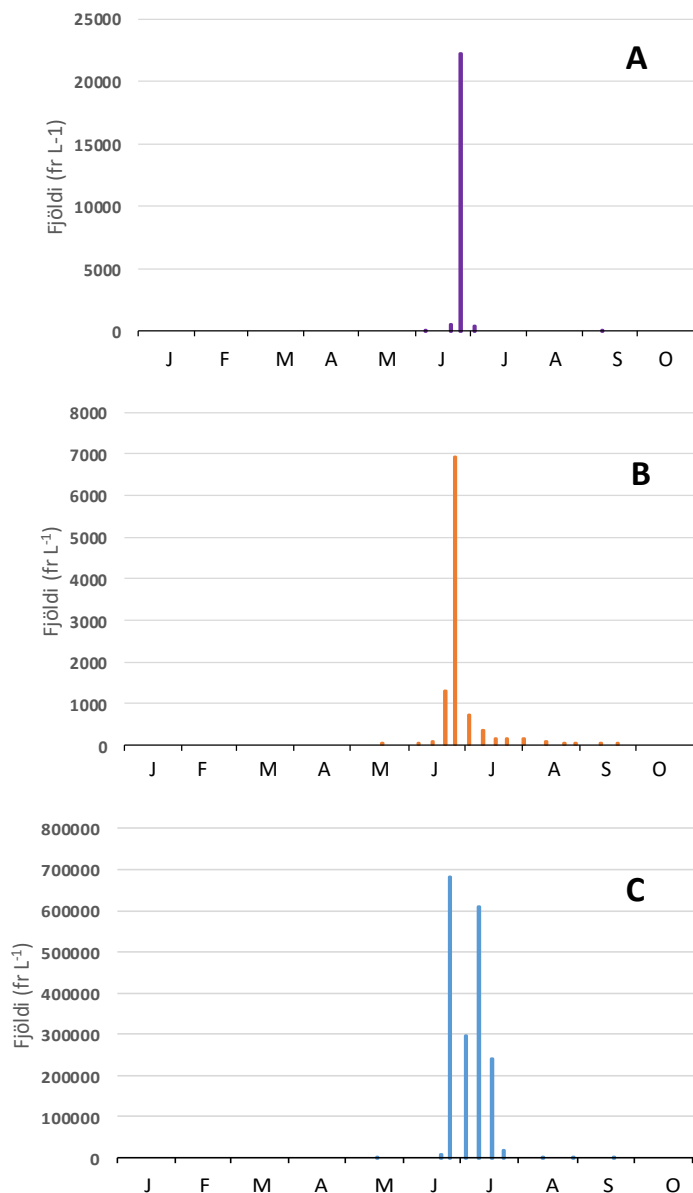 25000
A
20000
15000
10000
5000
0
Fjöldi (fr L-1)
J F M A M J J A S O
8000
B
7000
6000
5000
4000
3000
2000
1000
0
Fjöldi (fr L⁻¹)
J F M A M J J A S O
800000
C
700000
600000
500000
400000
300000
200000
100000
0
Fjöldi (fr L⁻¹)
J F M A M J J A S O